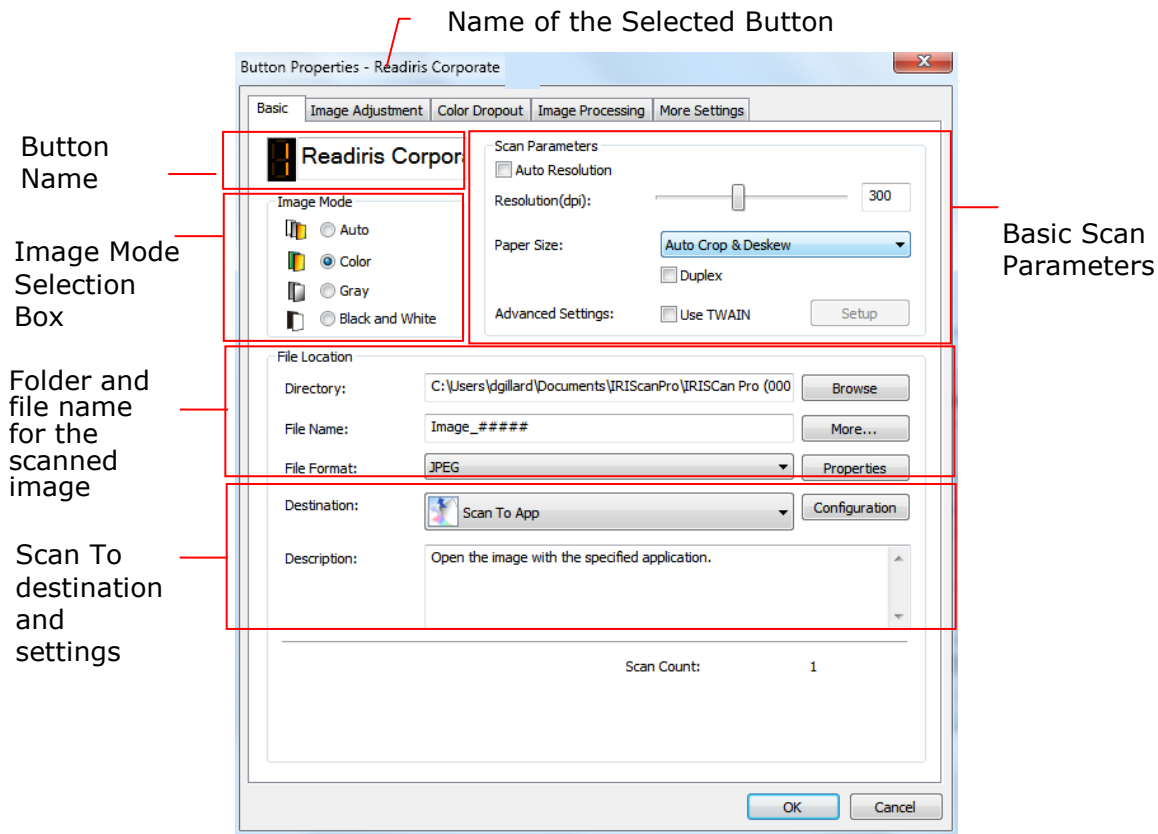 Name of the Selected Button
Button Properties - Readiris Corporate
X
Basic
Image Adjustment
Color Dropout
Image Processing
More Settings
Button
Name
1
Readiris Corpor
Image Mode
Selection
Box
Image Mode
Auto
Color
Gray
Black and White
Scan Parameters
Auto Resolution
Resolution(dpi):
300
Paper Size:
Auto Crop & Deskew
Duplex
Advanced Settings:
Use TWAIN
Setup
Basic Scan
Parameters
Folder and
file name
for the
scanned
image
File Location
Directory:
C:\Users\dgillard\Documents\IRIScanPro\IRISCan Pro (000
Browse
File Name:
Image_#####
More...
File Format:
JPEG
Properties
Scan To
destination
and
settings
Destination:
Scan To App
Configuration
Description:
Open the image with the specified application.
Scan Count:
1
OK
Cancel